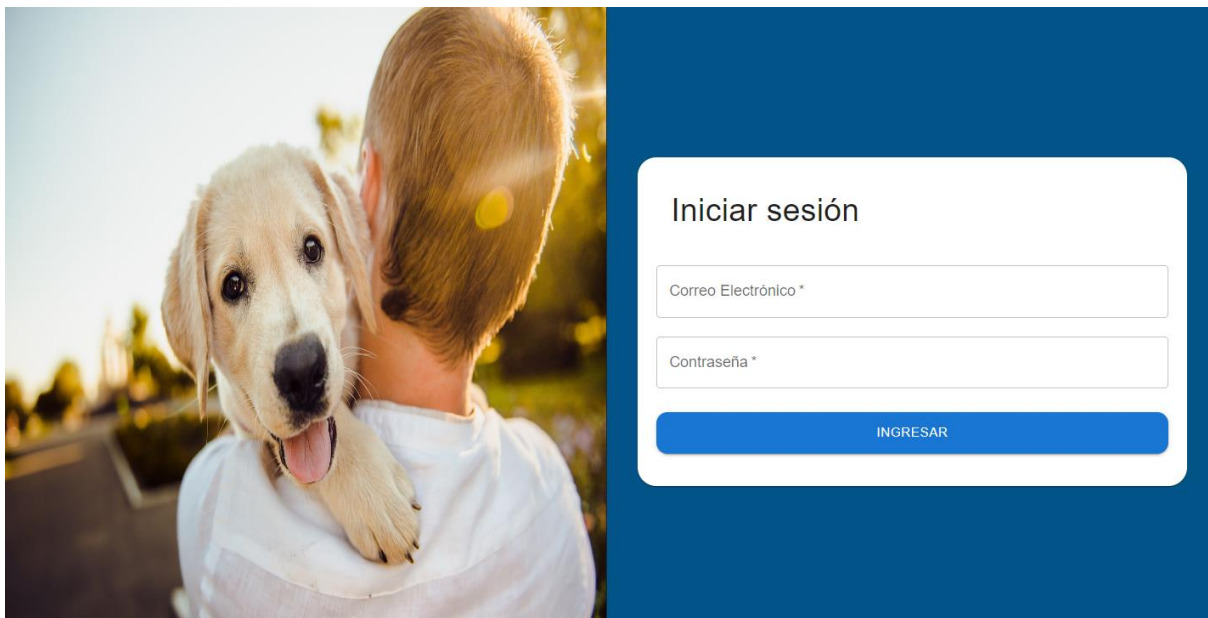 Iniciar sesión
Correo Electrónico *
Contraseña *
INGRESAR